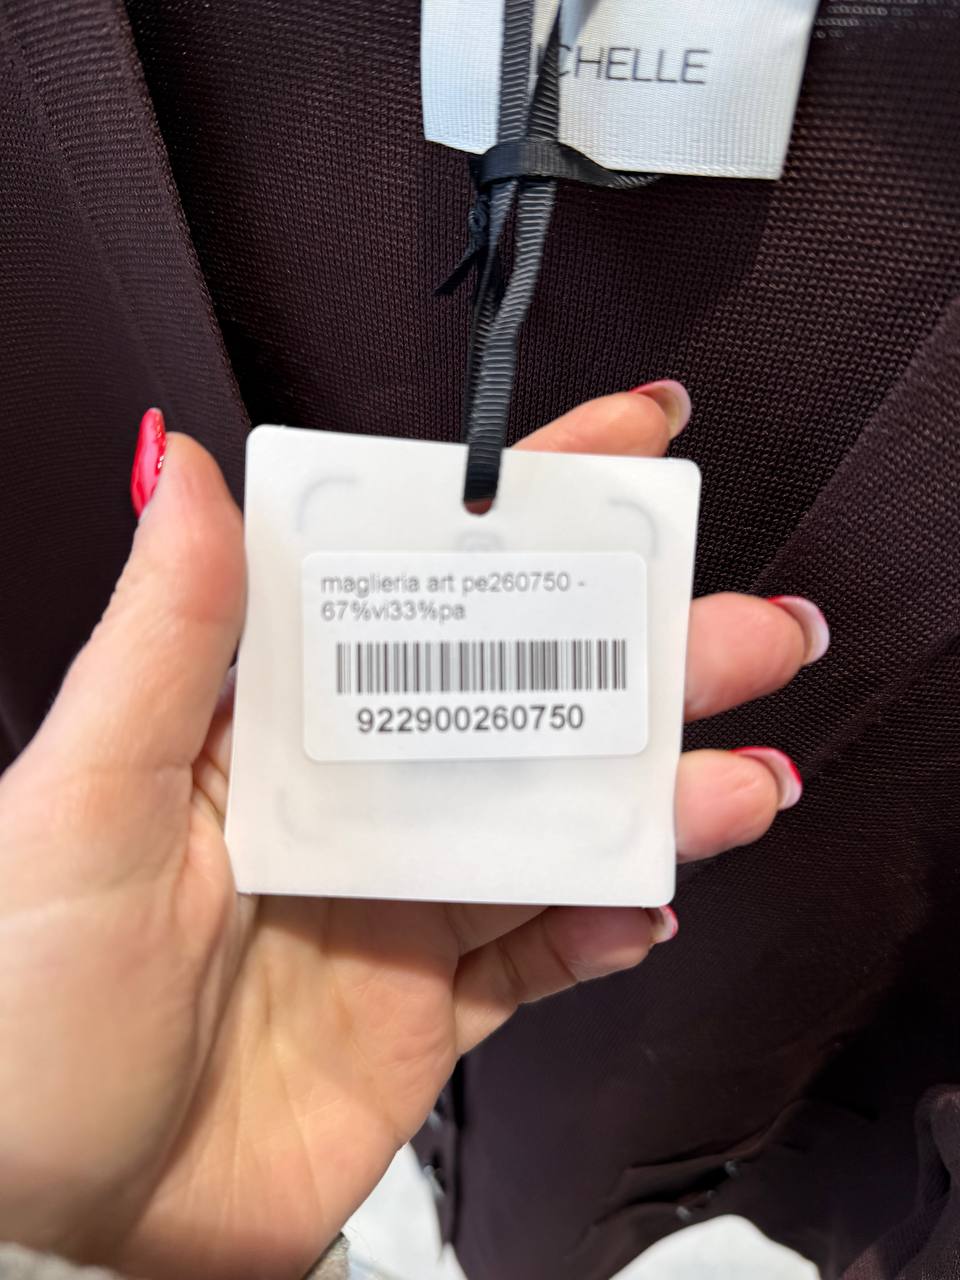 CHELLE
maglieria art pe260750 -
67%vi33%pa
922900260750